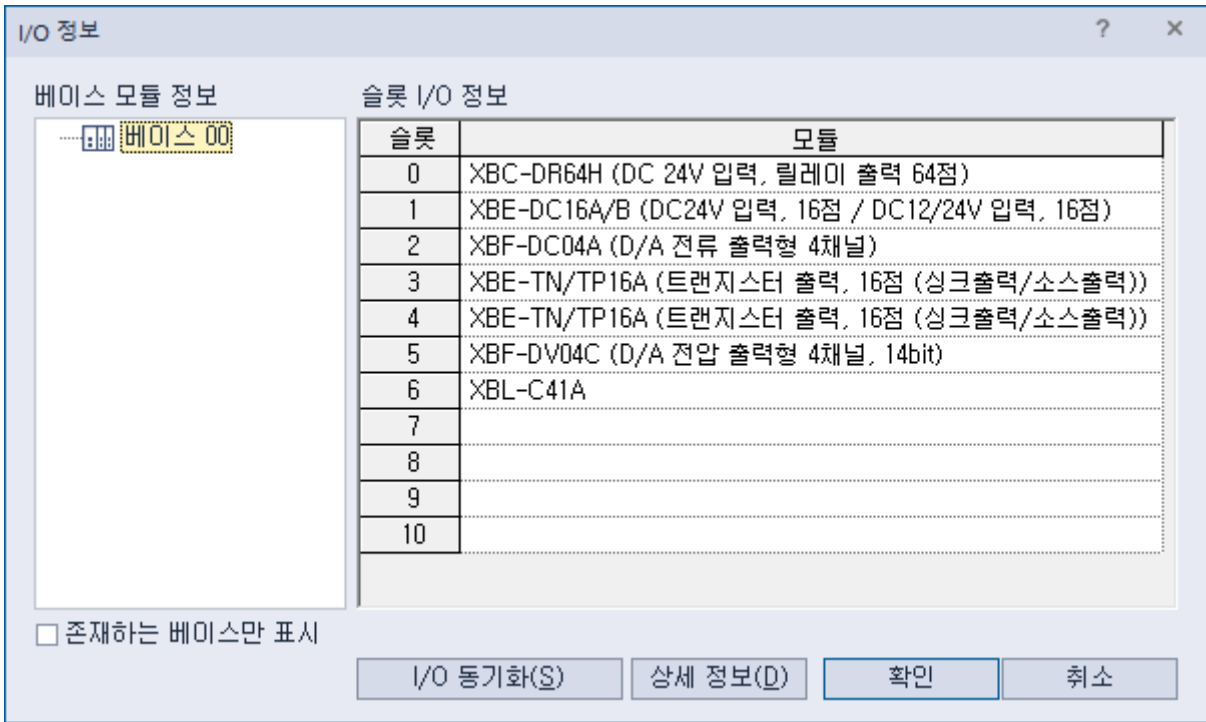 I/O 정보
? ×
베이스 모듈 정보
슬롯 I/O 정보
베이스 00
슬롯 모듈
0 XBC-DR64H (DC 24V 입력, 릴레이 출력 64점)
1 XBE-DC16A/B (DC24V 입력, 16점 / DC12/24V 입력, 16점)
2 XBF-DC04A (D/A 전류 출력형 4채널)
3 XBE-TN/TP16A (트랜지스터 출력, 16점 (싱크출력/소스출력))
4 XBE-TN/TP16A (트랜지스터 출력, 16점 (싱크출력/소스출력))
5 XBF-DV04C (D/A 전압 출력형 4채널, 14bit)
6 XBL-C41A
7
8
9
10
존재하는 베이스만 표시
I/O 동기화(S) 상세 정보(D) 확인 취소